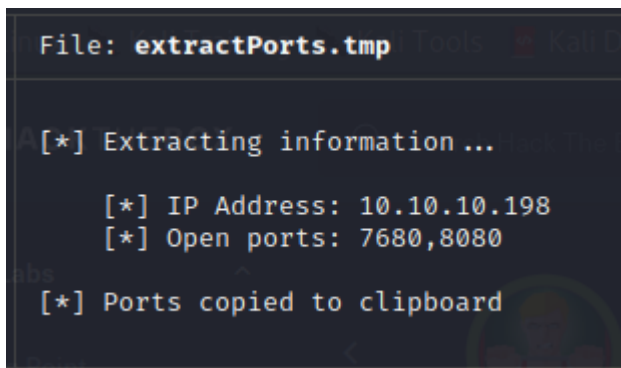 File: extractPorts.tmp
[*] Extracting information...
[*] IP Address: 10.10.10.198
[*] Open ports: 7680,8080
[*] Ports copied to clipboard